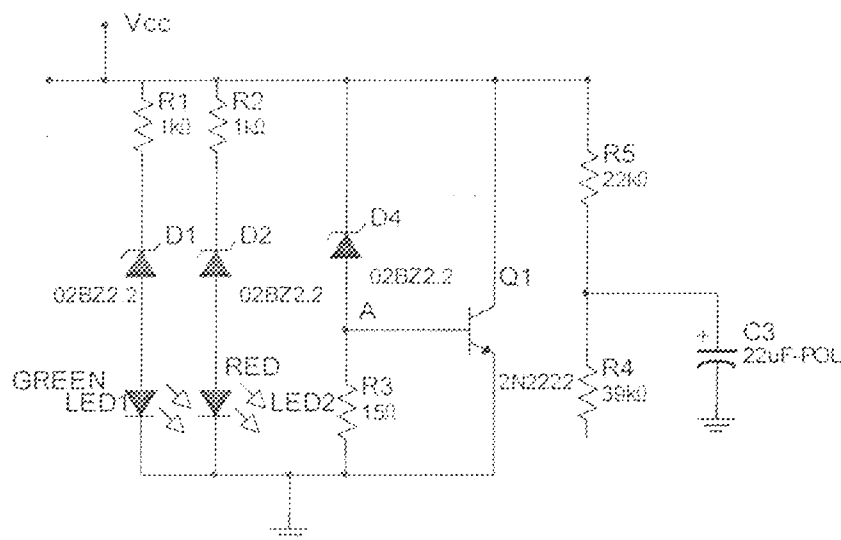 Vcc
R1
1kΩ
R2
1kΩ
R5
22kΩ
D1
02BZ2.2
D2
02BZ2.2
D4
02BZ2.2
A
Q1
2N2222
C3
22uF-POL
GREEN
LED1
RED
LED2
R3
15Ω
R4
39kΩ